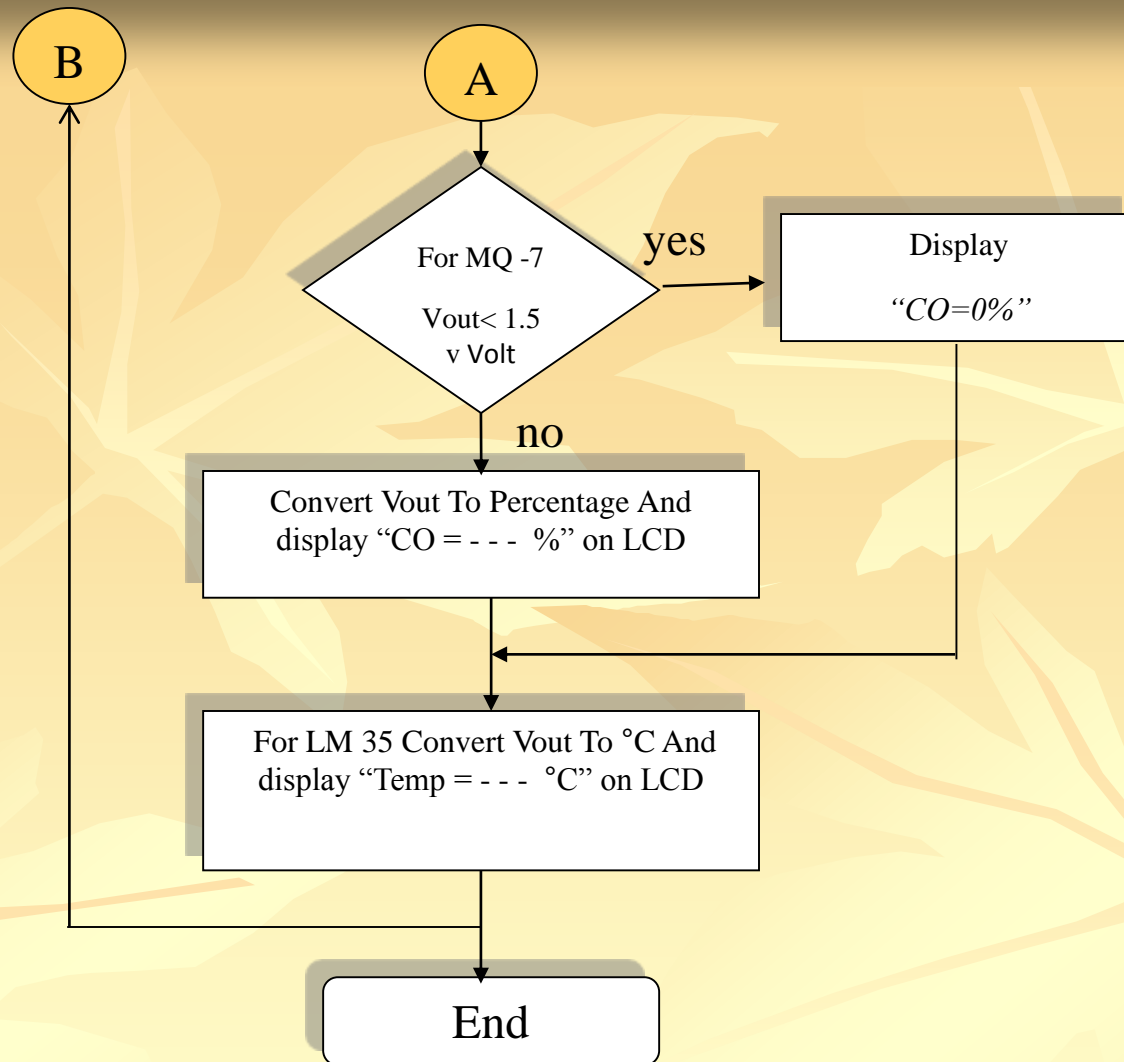 B
A
For MQ -7
Vout< 1.5
v Volt
yes
Display
“CO=0%”
no
Convert Vout To Percentage And
display “CO = - - -  %” on LCD
For LM 35 Convert Vout To °C And
display “Temp = - - -  °C” on LCD
End